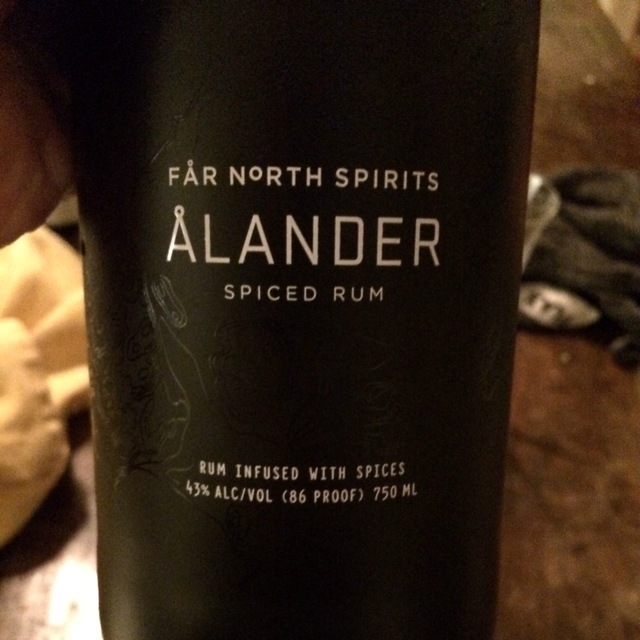 FÅR NORTH SPIRITS
ÅLANDER
SPICED RUM
RUM INFUSED WITH SPICES
43% ALC/VOL (86 PROOF) 750 ML